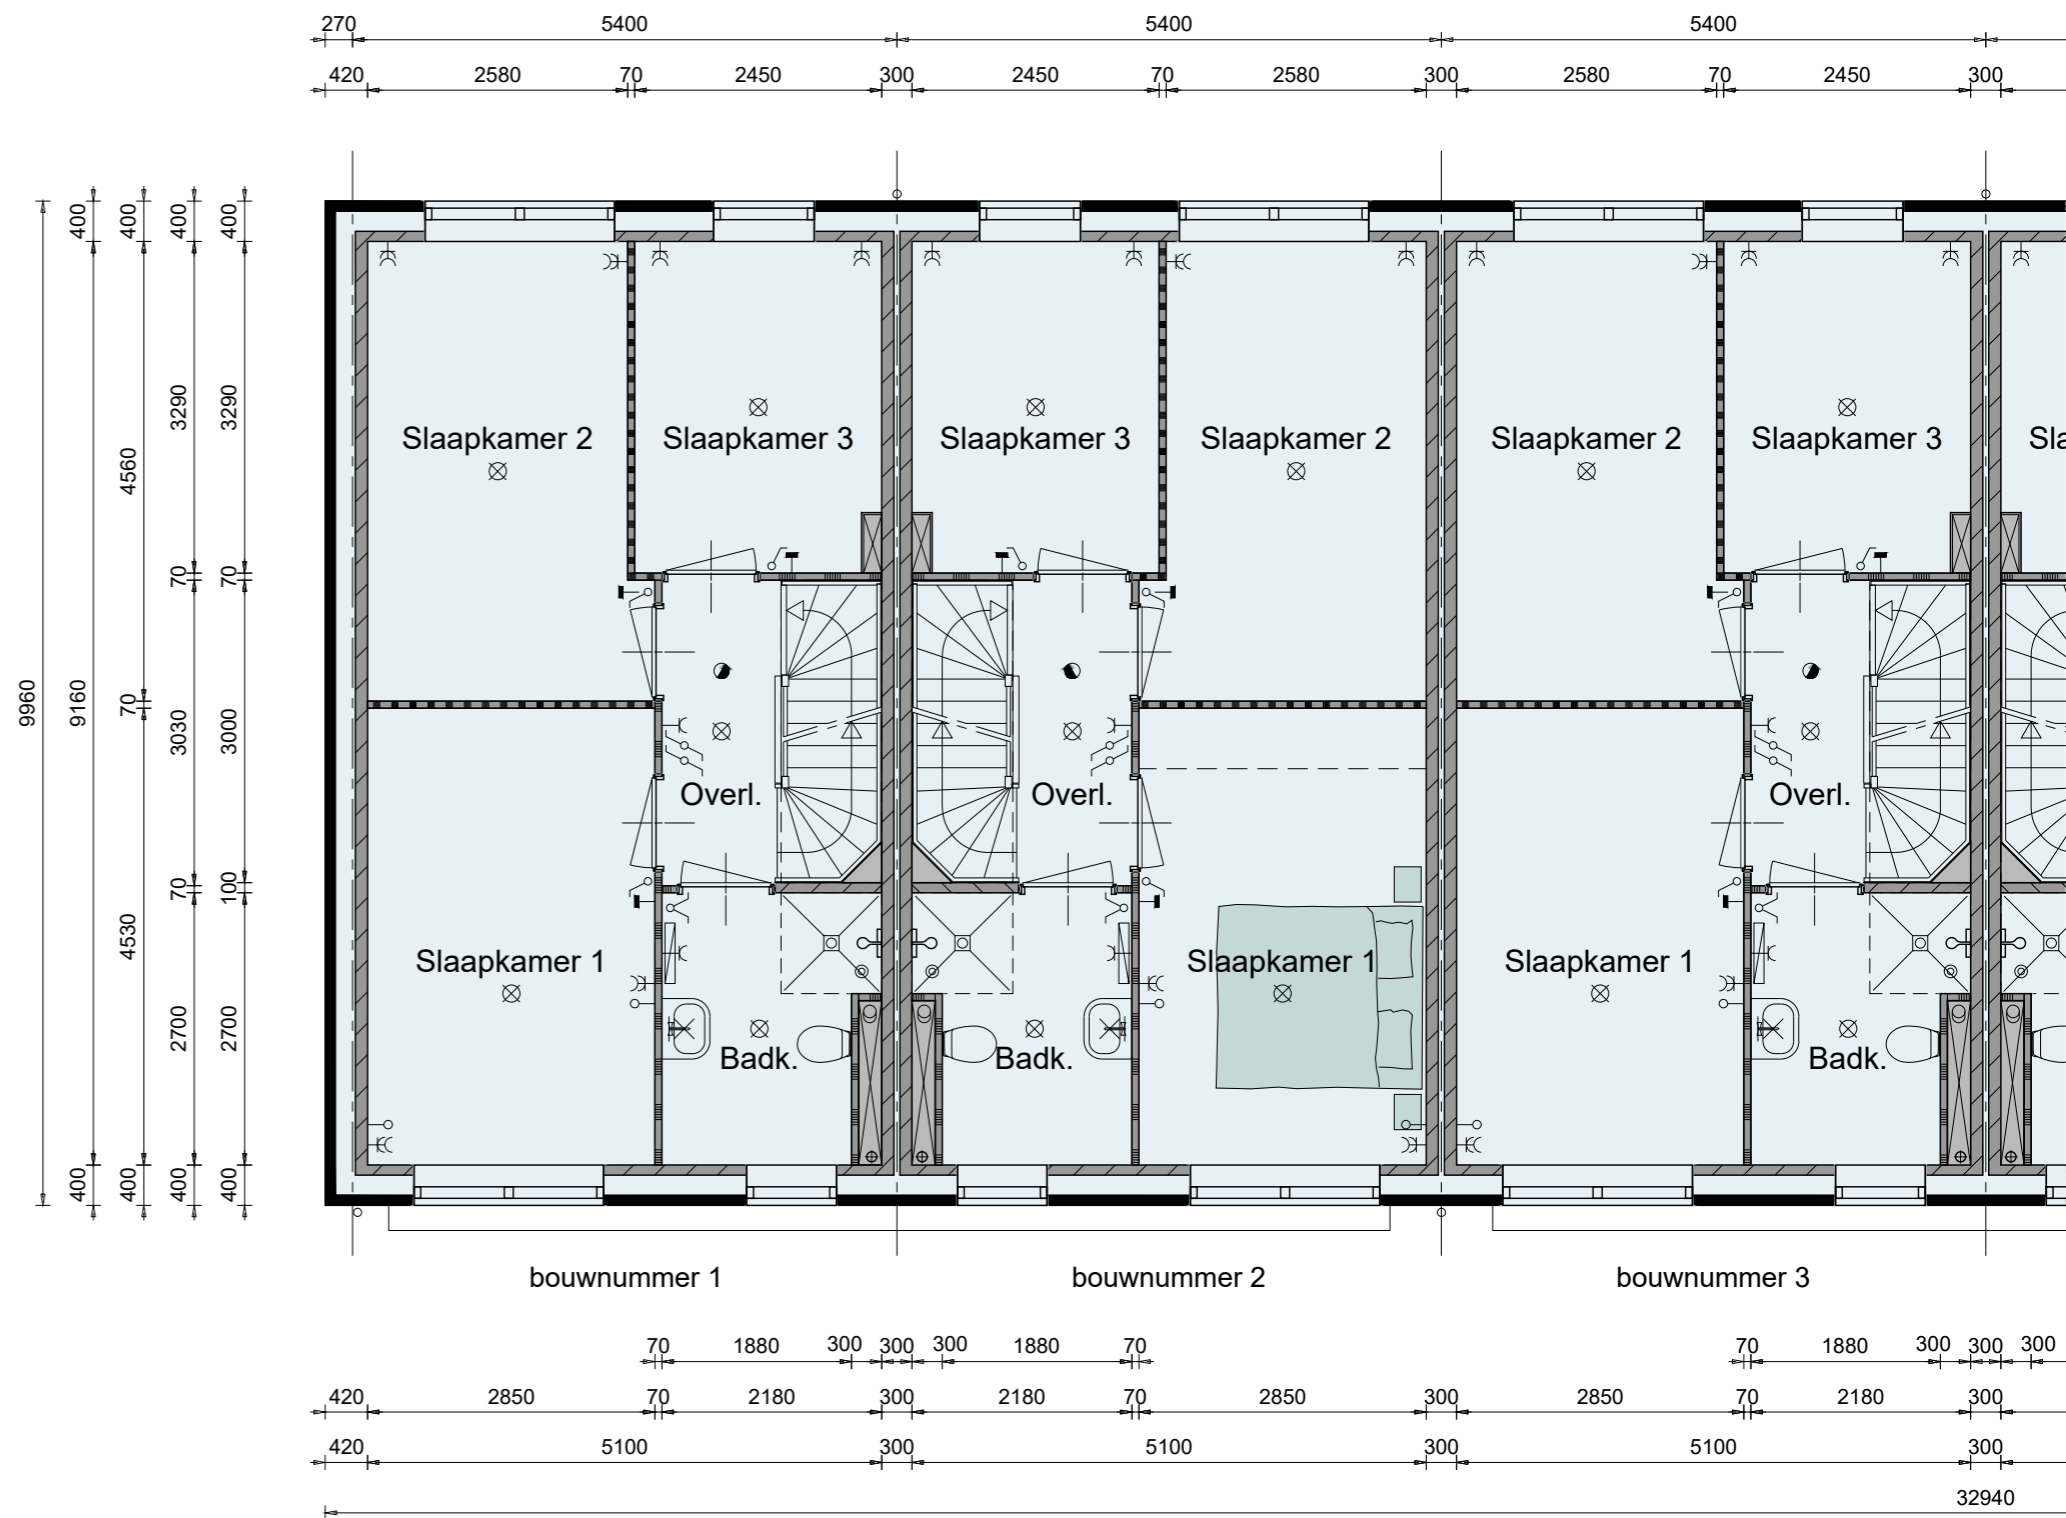 270 5400 5400 5400
420 2580 70 2450 300 2450 70 2580 300 2580 70 2450 300
400 400 400 400
3290 3290
Slaapkamer 2 Slaapkamer 3 Slaapkamer 3 Slaapkamer 2 Slaapkamer 2 Slaapkamer 3 Sla
4560
70 70
9960 9160 70 3030 3000
Overl. Overl. Overl.
70 100
4530
Slaapkamer 1 Slaapkamer 1 Slaapkamer 1
2700 2700
Badk. Badk. Badk.
400 400 400 400
bouwnummer 1 bouwnummer 2 bouwnummer 3
70 1880 300 300 300 1880 70 70 1880 300 300 300
420 2850 70 2180 300 2180 70 2850 300 2850 70 2180 300
420 5100 300 5100 300 5100 300
32940